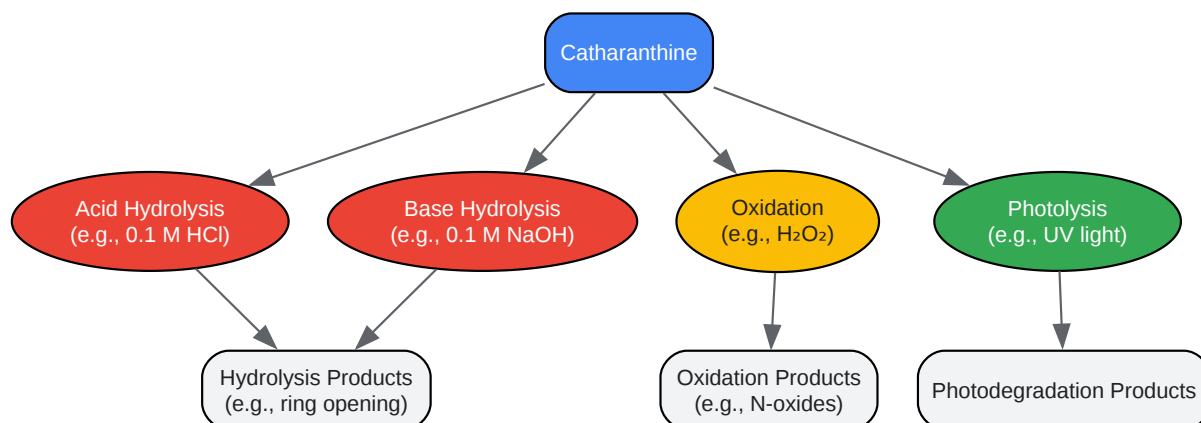 Catharanthine
Acid Hydrolysis
(e.g., 0.1 M HCl)
Base Hydrolysis
(e.g., 0.1 M NaOH)
Oxidation
(e.g., H₂O₂)
Photolysis
(e.g., UV light)
Hydrolysis Products
(e.g., ring opening)
Oxidation Products
(e.g., N-oxides)
Photodegradation Products